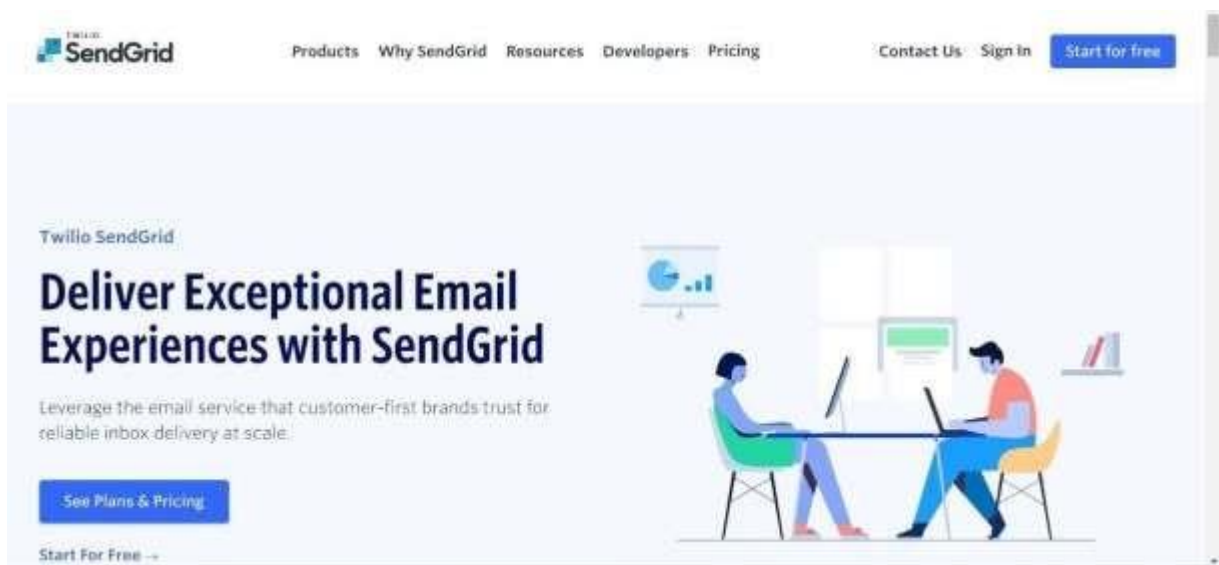 TWILIO
SendGrid
Products Why SendGrid Resources Developers Pricing
Contact Us Sign In Start for free
Twilio SendGrid
Deliver Exceptional Email
Experiences with SendGrid
Leverage the email service that customer-first brands trust for
reliable inbox delivery at scale.
See Plans & Pricing
Start For Free →